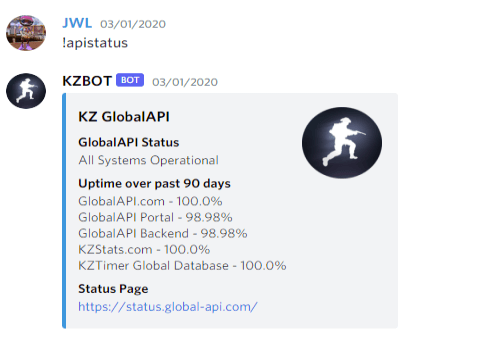 JWL 03/01/2020
!apistatus
KZBOT BOT 03/01/2020
KZ GlobalAPI
GlobalAPI Status
All Systems Operational
Uptime over past 90 days
GlobalAPI.com - 100.0%
GlobalAPI Portal - 98.98%
GlobalAPI Backend - 98.98%
KZStats.com - 100.0%
KZTimer Global Database - 100.0%
Status Page
https://status.global-api.com/